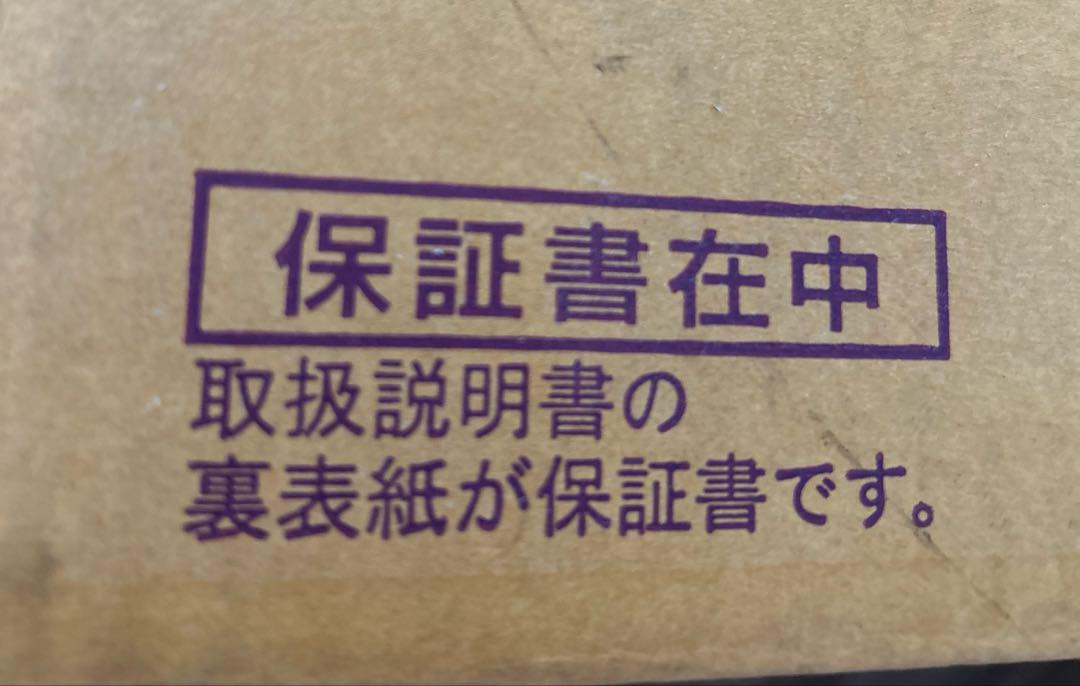 保証書在中
取扱説明書の
裏表紙が保証書です。